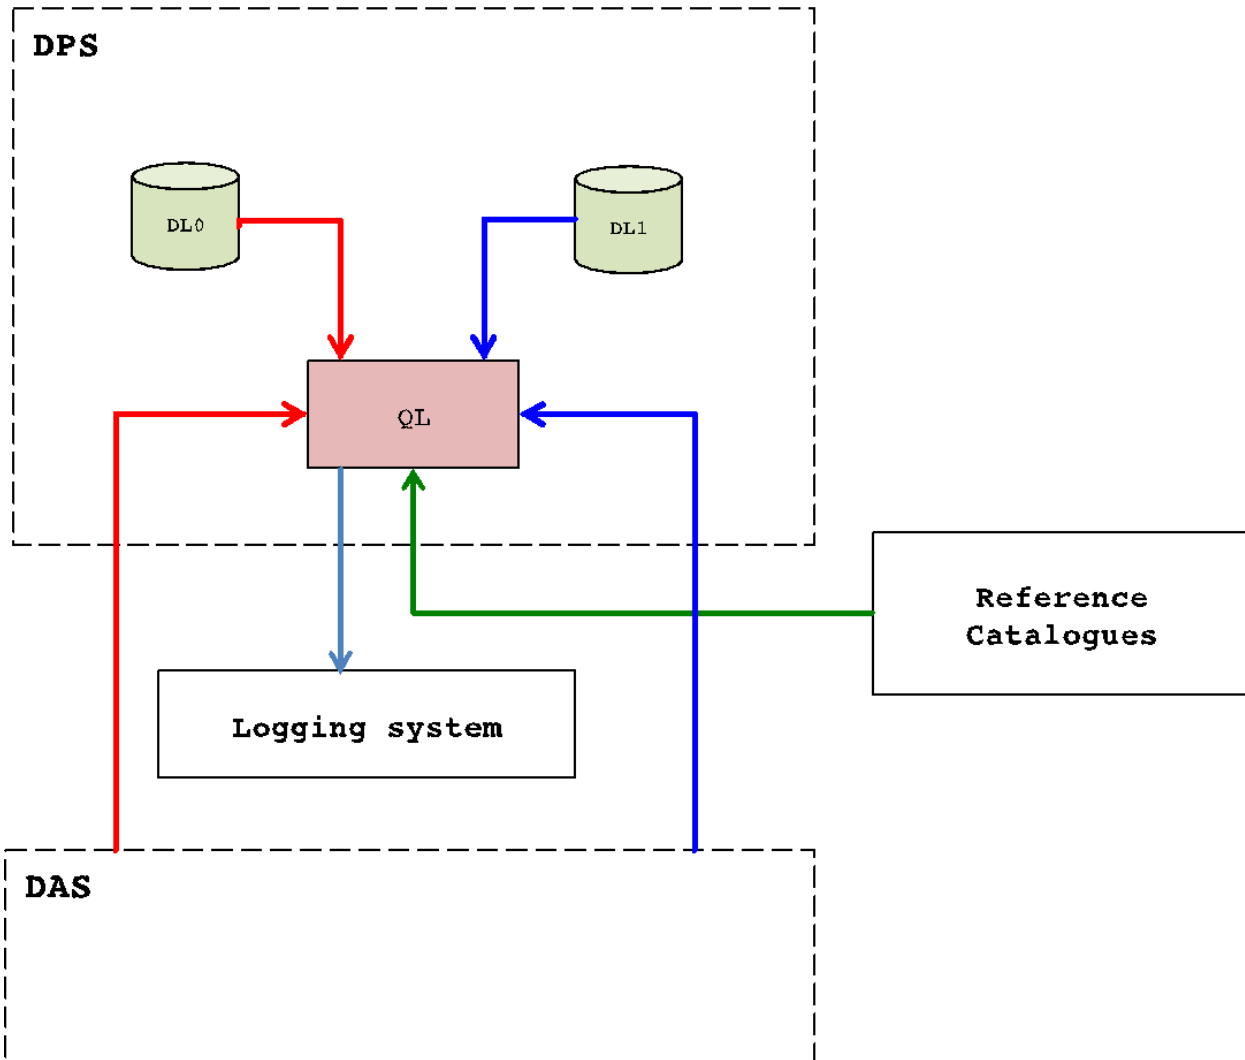 DPS
DL0
DL1
QL
Reference
Catalogues
Logging system
DAS